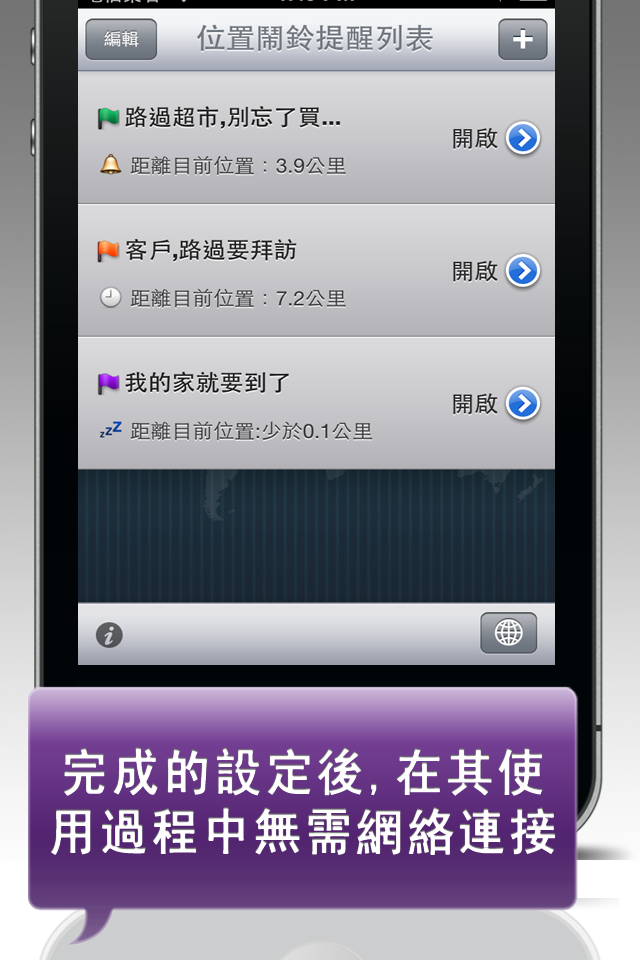 編輯
位置鬧鈴提醒列表
路過超市,別忘了買...
開啟
距離目前位置：3.9公里
客戶,路過要拜訪
開啟
距離目前位置：7.2公里
我的家就要到了
開啟
zzZ
距離目前位置:少於0.1公里
完成的設定後,在其使
用過程中無需網絡連接